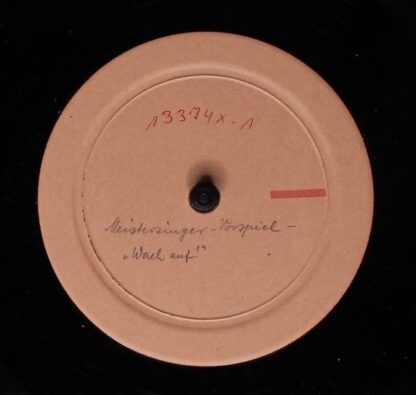 13374x-1
Meistersinger-Vorspiel-
„Wach auf“